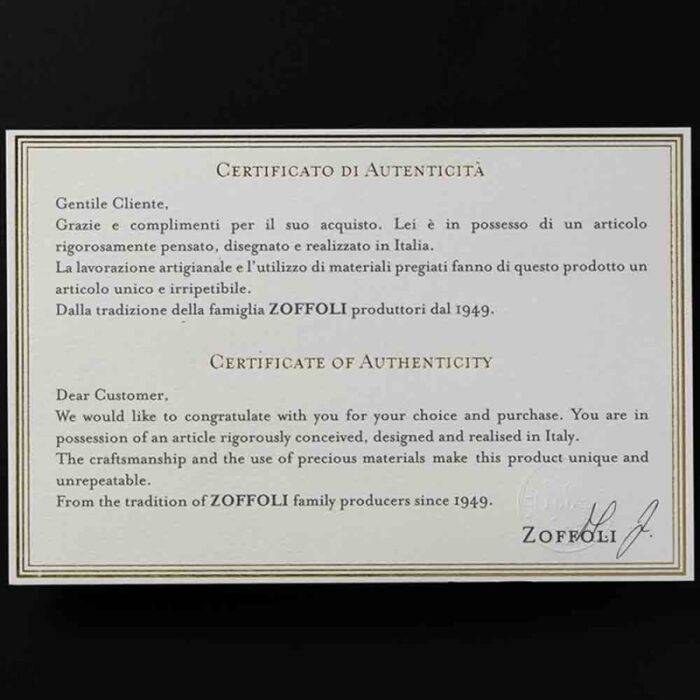 CERTIFICATO DI AUTENTICITÀ
Gentile Cliente,
Grazie e complimenti per il suo acquisto. Lei è in possesso di un articolo
rigorosamente pensato, disegnato e realizzato in Italia.
La lavorazione artigianale e l'utilizzo di materiali pregiati fanno di questo prodotto un
articolo unico e irripetibile.
Dalla tradizione della famiglia ZOFFOLI produttori dal 1949.
CERTIFICATE OF AUTHENTICITY
Dear Customer,
We would like to congratulate with you for your choice and purchase. You are in
possession of an article rigorously conceived, designed and realised in Italy.
The craftsmanship and the use of precious materials make this product unique and
unrepeatable.
From the tradition of ZOFFOLI family producers since 1949.
ZOFFOLI